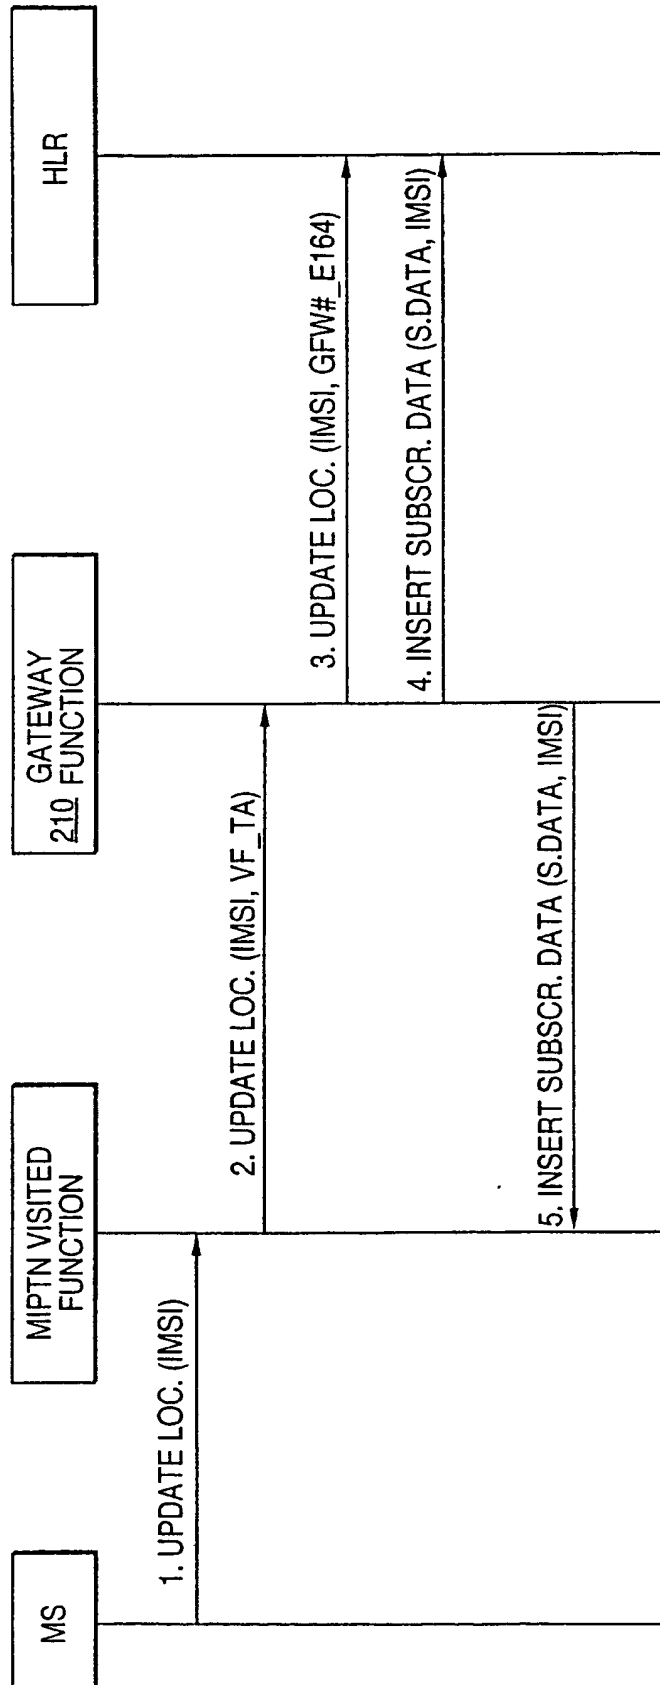 MS
MIPTN VISITED
FUNCTION
210 GATEWAY
FUNCTION
HLR
1. UPDATE LOC. (IMSI)
2. UPDATE LOC. (IMSI, VF_TA)
3. UPDATE LOC. (IMSI, GFW#_E164)
4. INSERT SUBSCR. DATA (S.DATA, IMSI)
5. INSERT SUBSCR. DATA (S.DATA, IMSI)